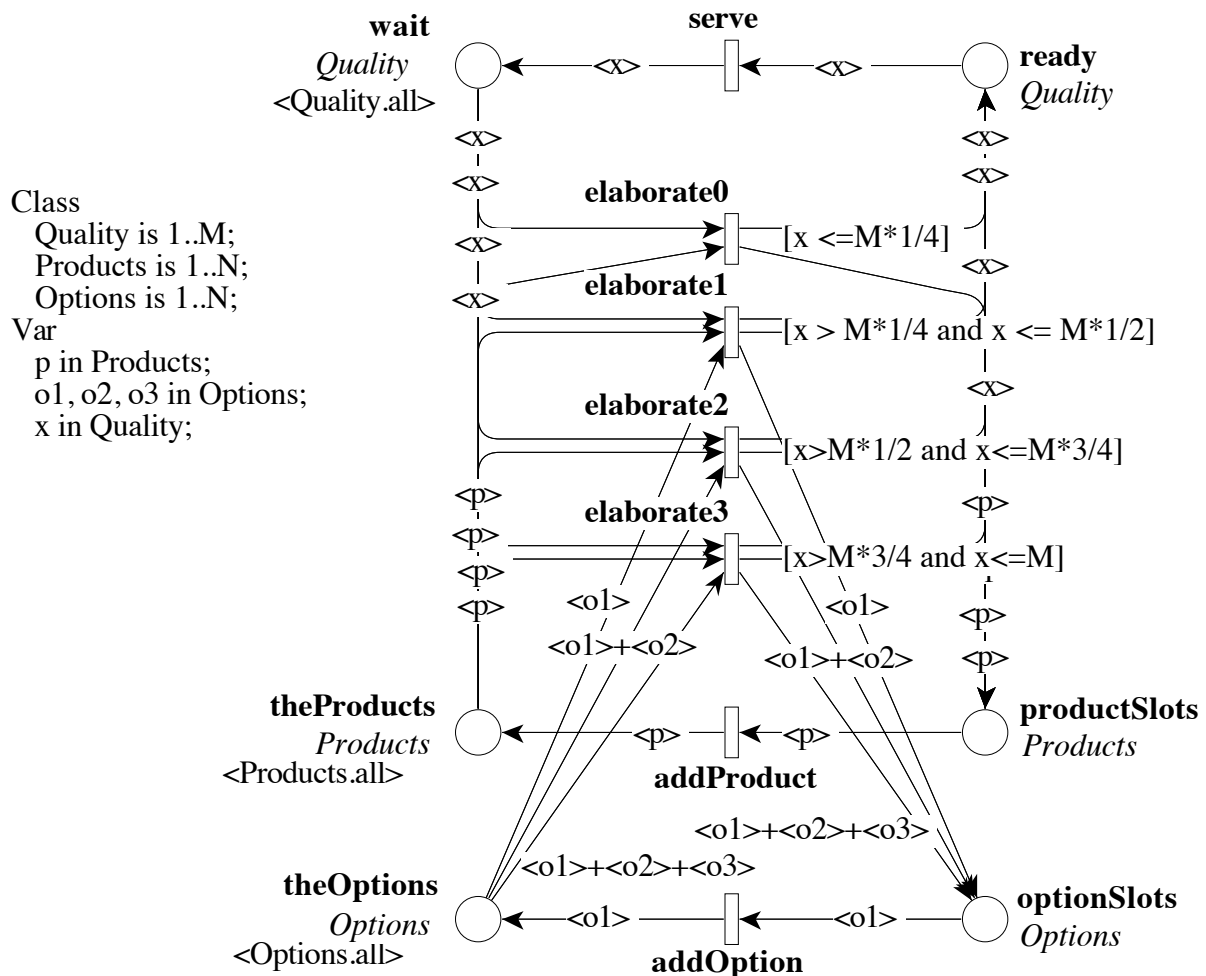 serve
wait
Quality
<Quality.all>
<x>
<x>
ready
Quality
<x>
<x>
<x>
<x>
Class
Quality is 1..M;
Products is 1..N;
Options is 1..N;
Var
p in Products;
o1, o2, o3 in Options;
x in Quality;
elaborate0
[x <=M*1/4]
<x>
<x>
<x>
elaborate1
[x > M*1/4 and x <= M*1/2]
<x>
elaborate2
[x>M*1/2 and x<=M*3/4]
<p>
<p>
elaborate3
<p>
[x>M*3/4 and x<=M]
<p>
<p>
<p>
<o1>
<o1>
<p>
<o1>+<o2>
<o1>+<o2>
<p>
theProducts
Products
<Products.all>
<p>
<p>
addProduct
productSlots
Products
<o1>+<o2>+<o3>
<o1>+<o2>+<o3>
theOptions
Options
<Options.all>
<o1>
<o1>
addOption
optionSlots
Options